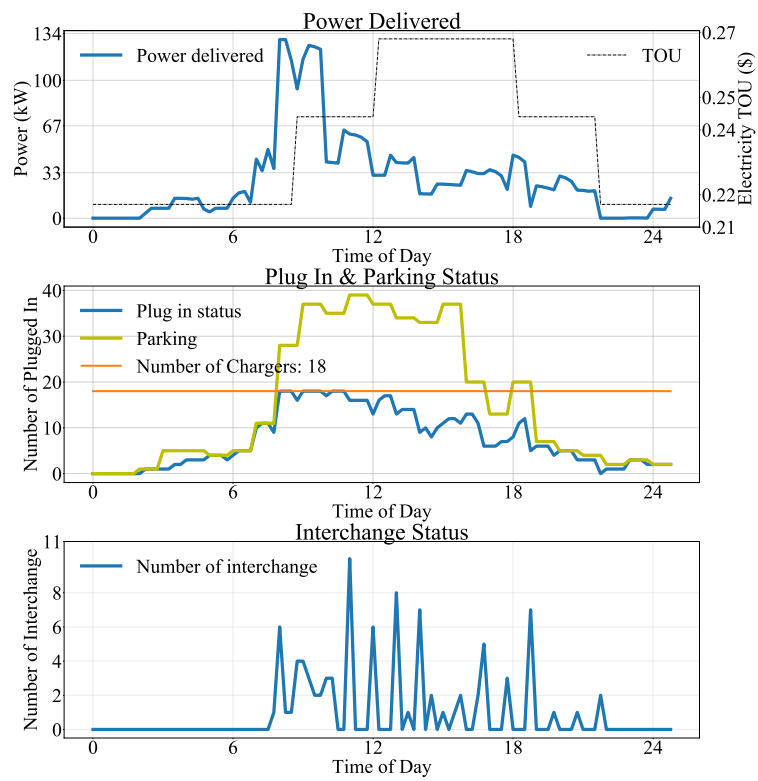 Power Delivered
134
100
67
33
0
Power (kW)
Power delivered
TOU
0.27
0.25
0.24
0.22
0.21
Electricity TOU ($)
0 6 12 18 24
Time of Day
Plug In & Parking Status
40
30
20
10
0
Number of Plugged In
Plug in status
Parking
Number of Chargers: 18
0 6 12 18 24
Time of Day
Interchange Status
11
8
6
4
2
0
Number of Interchange
Number of interchange
0 6 12 18 24
Time of Day